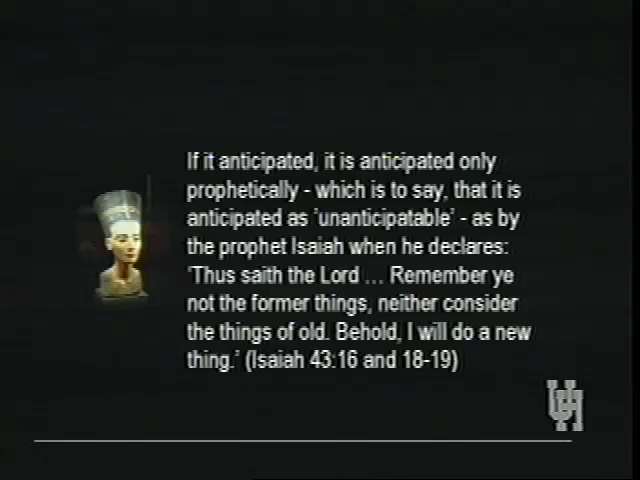 If it anticipated, it is anticipated only
prophetically - which is to say, that it is
anticipated as 'unanticipatable' - as by
the prophet Isaiah when he declares:
'Thus saith the Lord … Remember ye
not the former things, neither consider
the things of old. Behold, I will do a new
thing.' (Isaiah 43:16 and 18-19)
UH